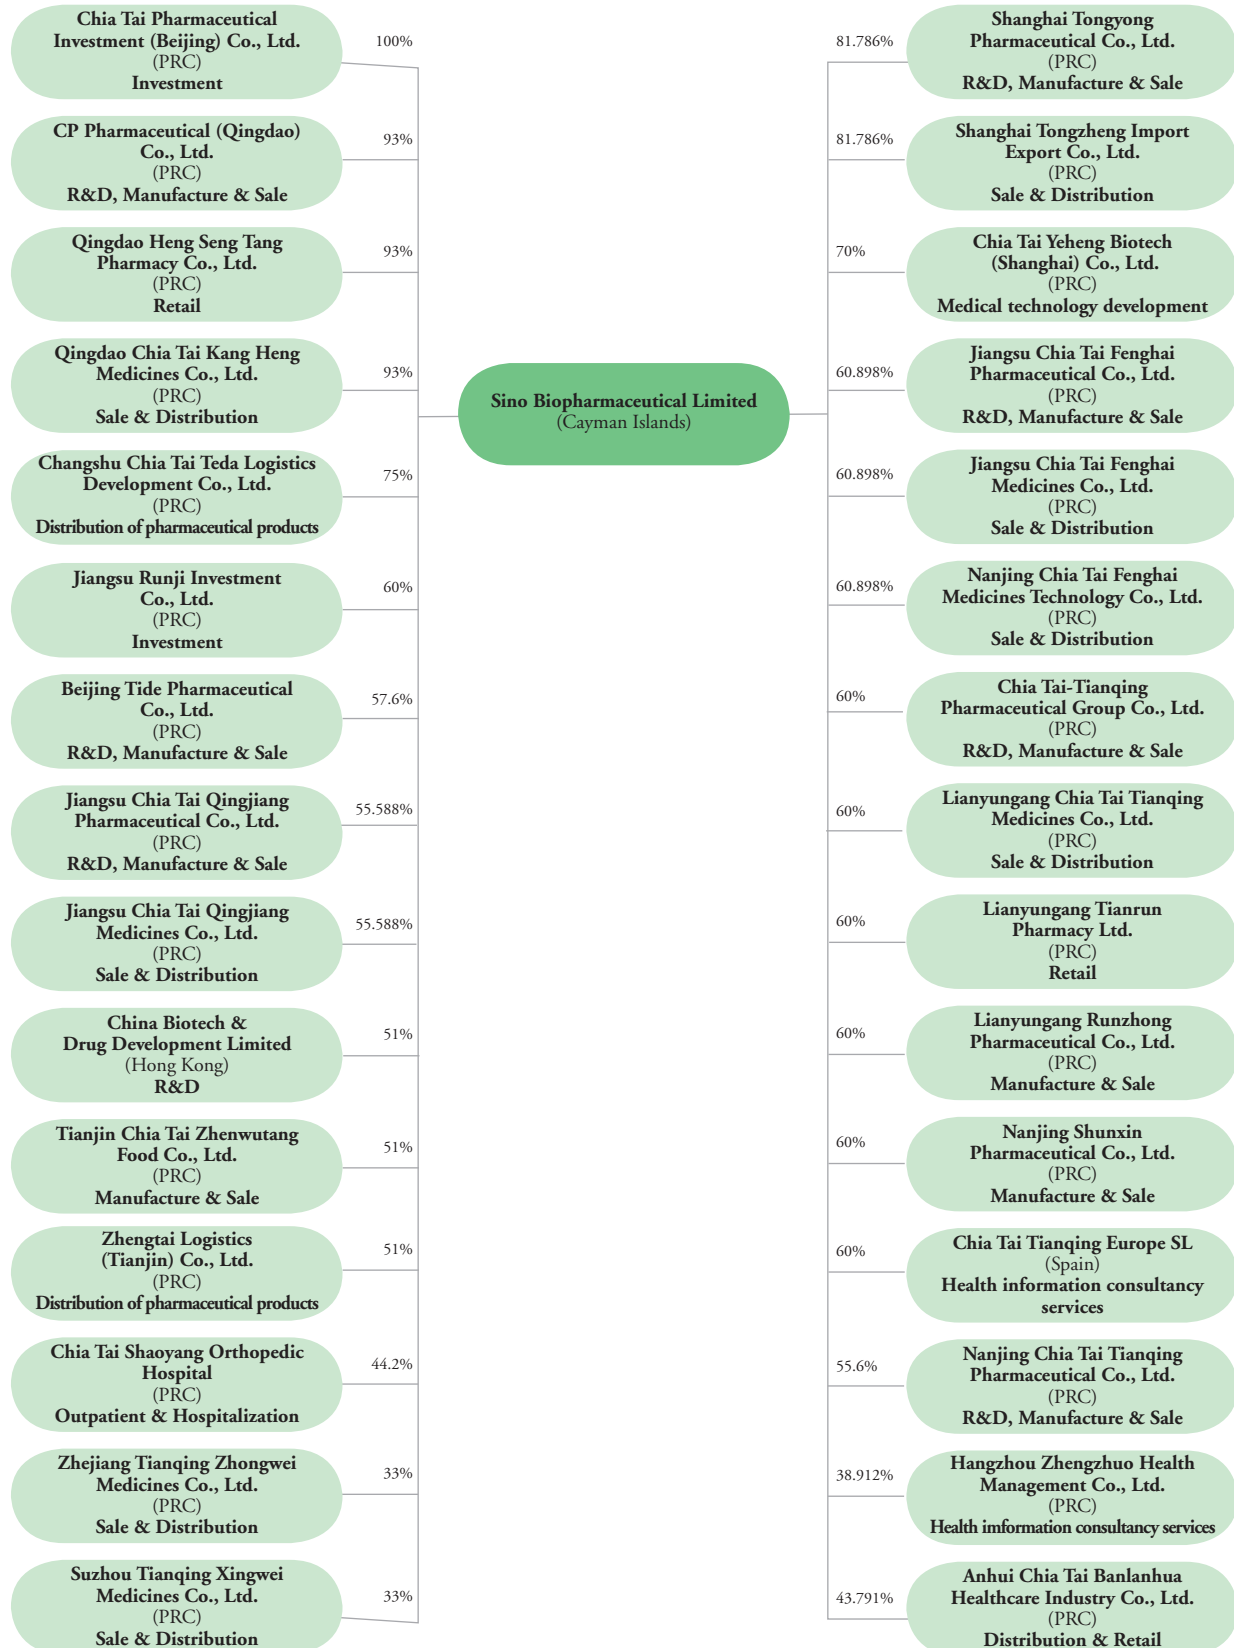 Chia Tai Pharmaceutical
Investment (Beijing) Co., Ltd.
(PRC)
Investment
100%
CP Pharmaceutical (Qingdao)
Co., Ltd.
(PRC)
R&D, Manufacture & Sale
93%
Qingdao Heng Seng Tang
Pharmacy Co., Ltd.
(PRC)
Retail
93%
Qingdao Chia Tai Kang Heng
Medicines Co., Ltd.
(PRC)
Sale & Distribution
93%
Changshu Chia Tai Teda Logistics
Development Co., Ltd.
(PRC)
Distribution of pharmaceutical products
75%
Jiangsu Runji Investment
Co., Ltd.
(PRC)
Investment
60%
Beijing Tide Pharmaceutical
Co., Ltd.
(PRC)
R&D, Manufacture & Sale
57.6%
Jiangsu Chia Tai Qingjiang
Pharmaceutical Co., Ltd.
(PRC)
R&D, Manufacture & Sale
55.588%
Jiangsu Chia Tai Qingjiang
Medicines Co., Ltd.
(PRC)
Sale & Distribution
55.588%
China Biotech &
Drug Development Limited
(Hong Kong)
R&D
51%
Tianjin Chia Tai Zhenwutang
Food Co., Ltd.
(PRC)
Manufacture & Sale
51%
Zhengtai Logistics
(Tianjin) Co., Ltd.
(PRC)
Distribution of pharmaceutical products
51%
Chia Tai Shaoyang Orthopedic
Hospital
(PRC)
Outpatient & Hospitalization
44.2%
Zhejiang Tianqing Zhongwei
Medicines Co., Ltd.
(PRC)
Sale & Distribution
33%
Suzhou Tianqing Xingwei
Medicines Co., Ltd.
(PRC)
Sale & Distribution
33%
Sino Biopharmaceutical Limited
(Cayman Islands)
81.786%
Shanghai Tongyong
Pharmaceutical Co., Ltd.
(PRC)
R&D, Manufacture & Sale
81.786%
Shanghai Tongzheng Import
Export Co., Ltd.
(PRC)
Sale & Distribution
70%
Chia Tai Yeheng Biotech
(Shanghai) Co., Ltd.
(PRC)
Medical technology development
60.898%
Jiangsu Chia Tai Fenghai
Pharmaceutical Co., Ltd.
(PRC)
R&D, Manufacture & Sale
60.898%
Jiangsu Chia Tai Fenghai
Medicines Co., Ltd.
(PRC)
Sale & Distribution
60.898%
Nanjing Chia Tai Fenghai
Medicines Technology Co., Ltd.
(PRC)
Sale & Distribution
60%
Chia Tai-Tianqing
Pharmaceutical Group Co., Ltd.
(PRC)
R&D, Manufacture & Sale
60%
Lianyungang Chia Tai Tianqing
Medicines Co., Ltd.
(PRC)
Sale & Distribution
60%
Lianyungang Tianrun
Pharmacy Ltd.
(PRC)
Retail
60%
Lianyungang Runzhong
Pharmaceutical Co., Ltd.
(PRC)
Manufacture & Sale
60%
Nanjing Shunxin
Pharmaceutical Co., Ltd.
(PRC)
Manufacture & Sale
60%
Chia Tai Tianqing Europe SL
(Spain)
Health information consultancy
services
55.6%
Nanjing Chia Tai Tianqing
Pharmaceutical Co., Ltd.
(PRC)
R&D, Manufacture & Sale
38.912%
Hangzhou Zhengzhuo Health
Management Co., Ltd.
(PRC)
Health imformation consultancy services
43.791%
Anhui Chia Tai Banlanhua
Healthcare Industry Co., Ltd.
(PRC)
Distribution & Retail